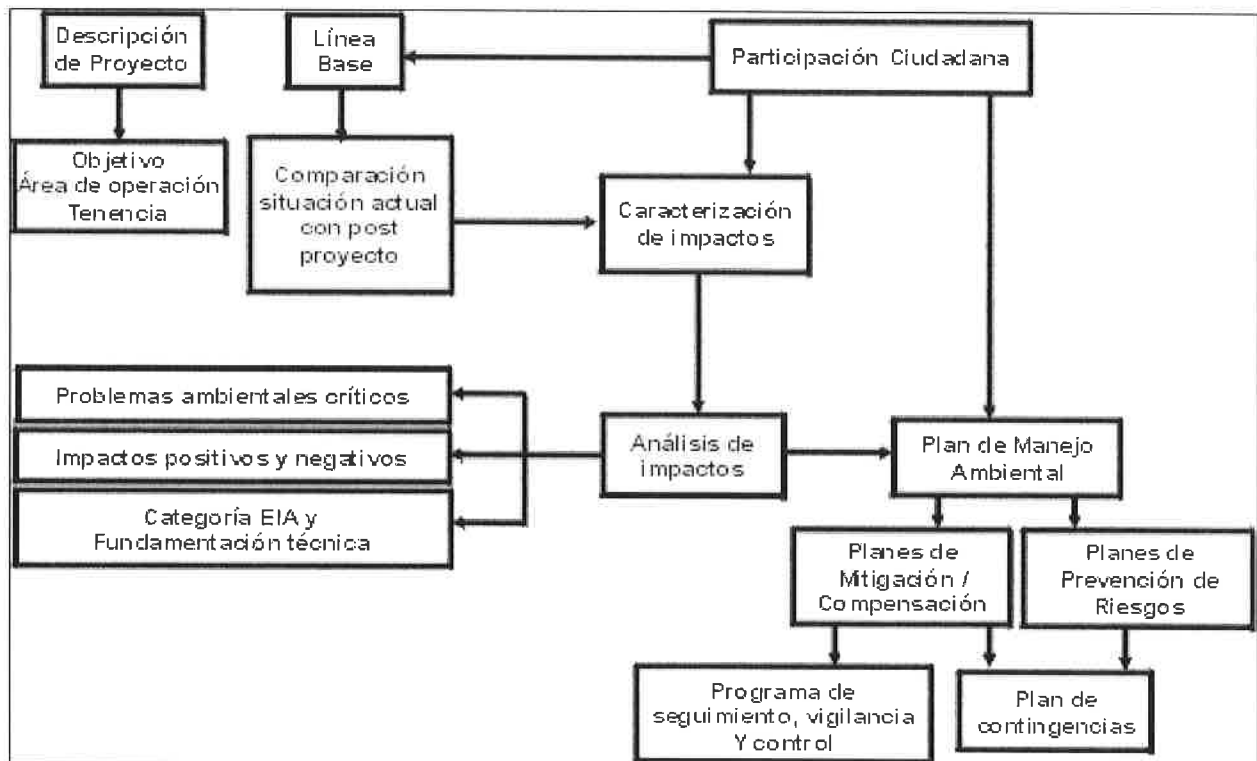 Descripción
de Proyecto
Línea
Base
Participación Ciudadana
Objetivo
Área de operación
Tenencia
Comparación
situación actual
con post
proyecto
Caracterización
de impactos
Problemas ambientales críticos
Impactos positivos y negativos
Categoría EIA y
Fundamentación técnica
Análisis de
impactos
Plan de Manejo
Ambiental
Planes de
Mitigación /
Compensación
Planes de
Prevención de
Riesgos
Programa de
seguimiento, vigilancia
Y control
Plan de
contingencias